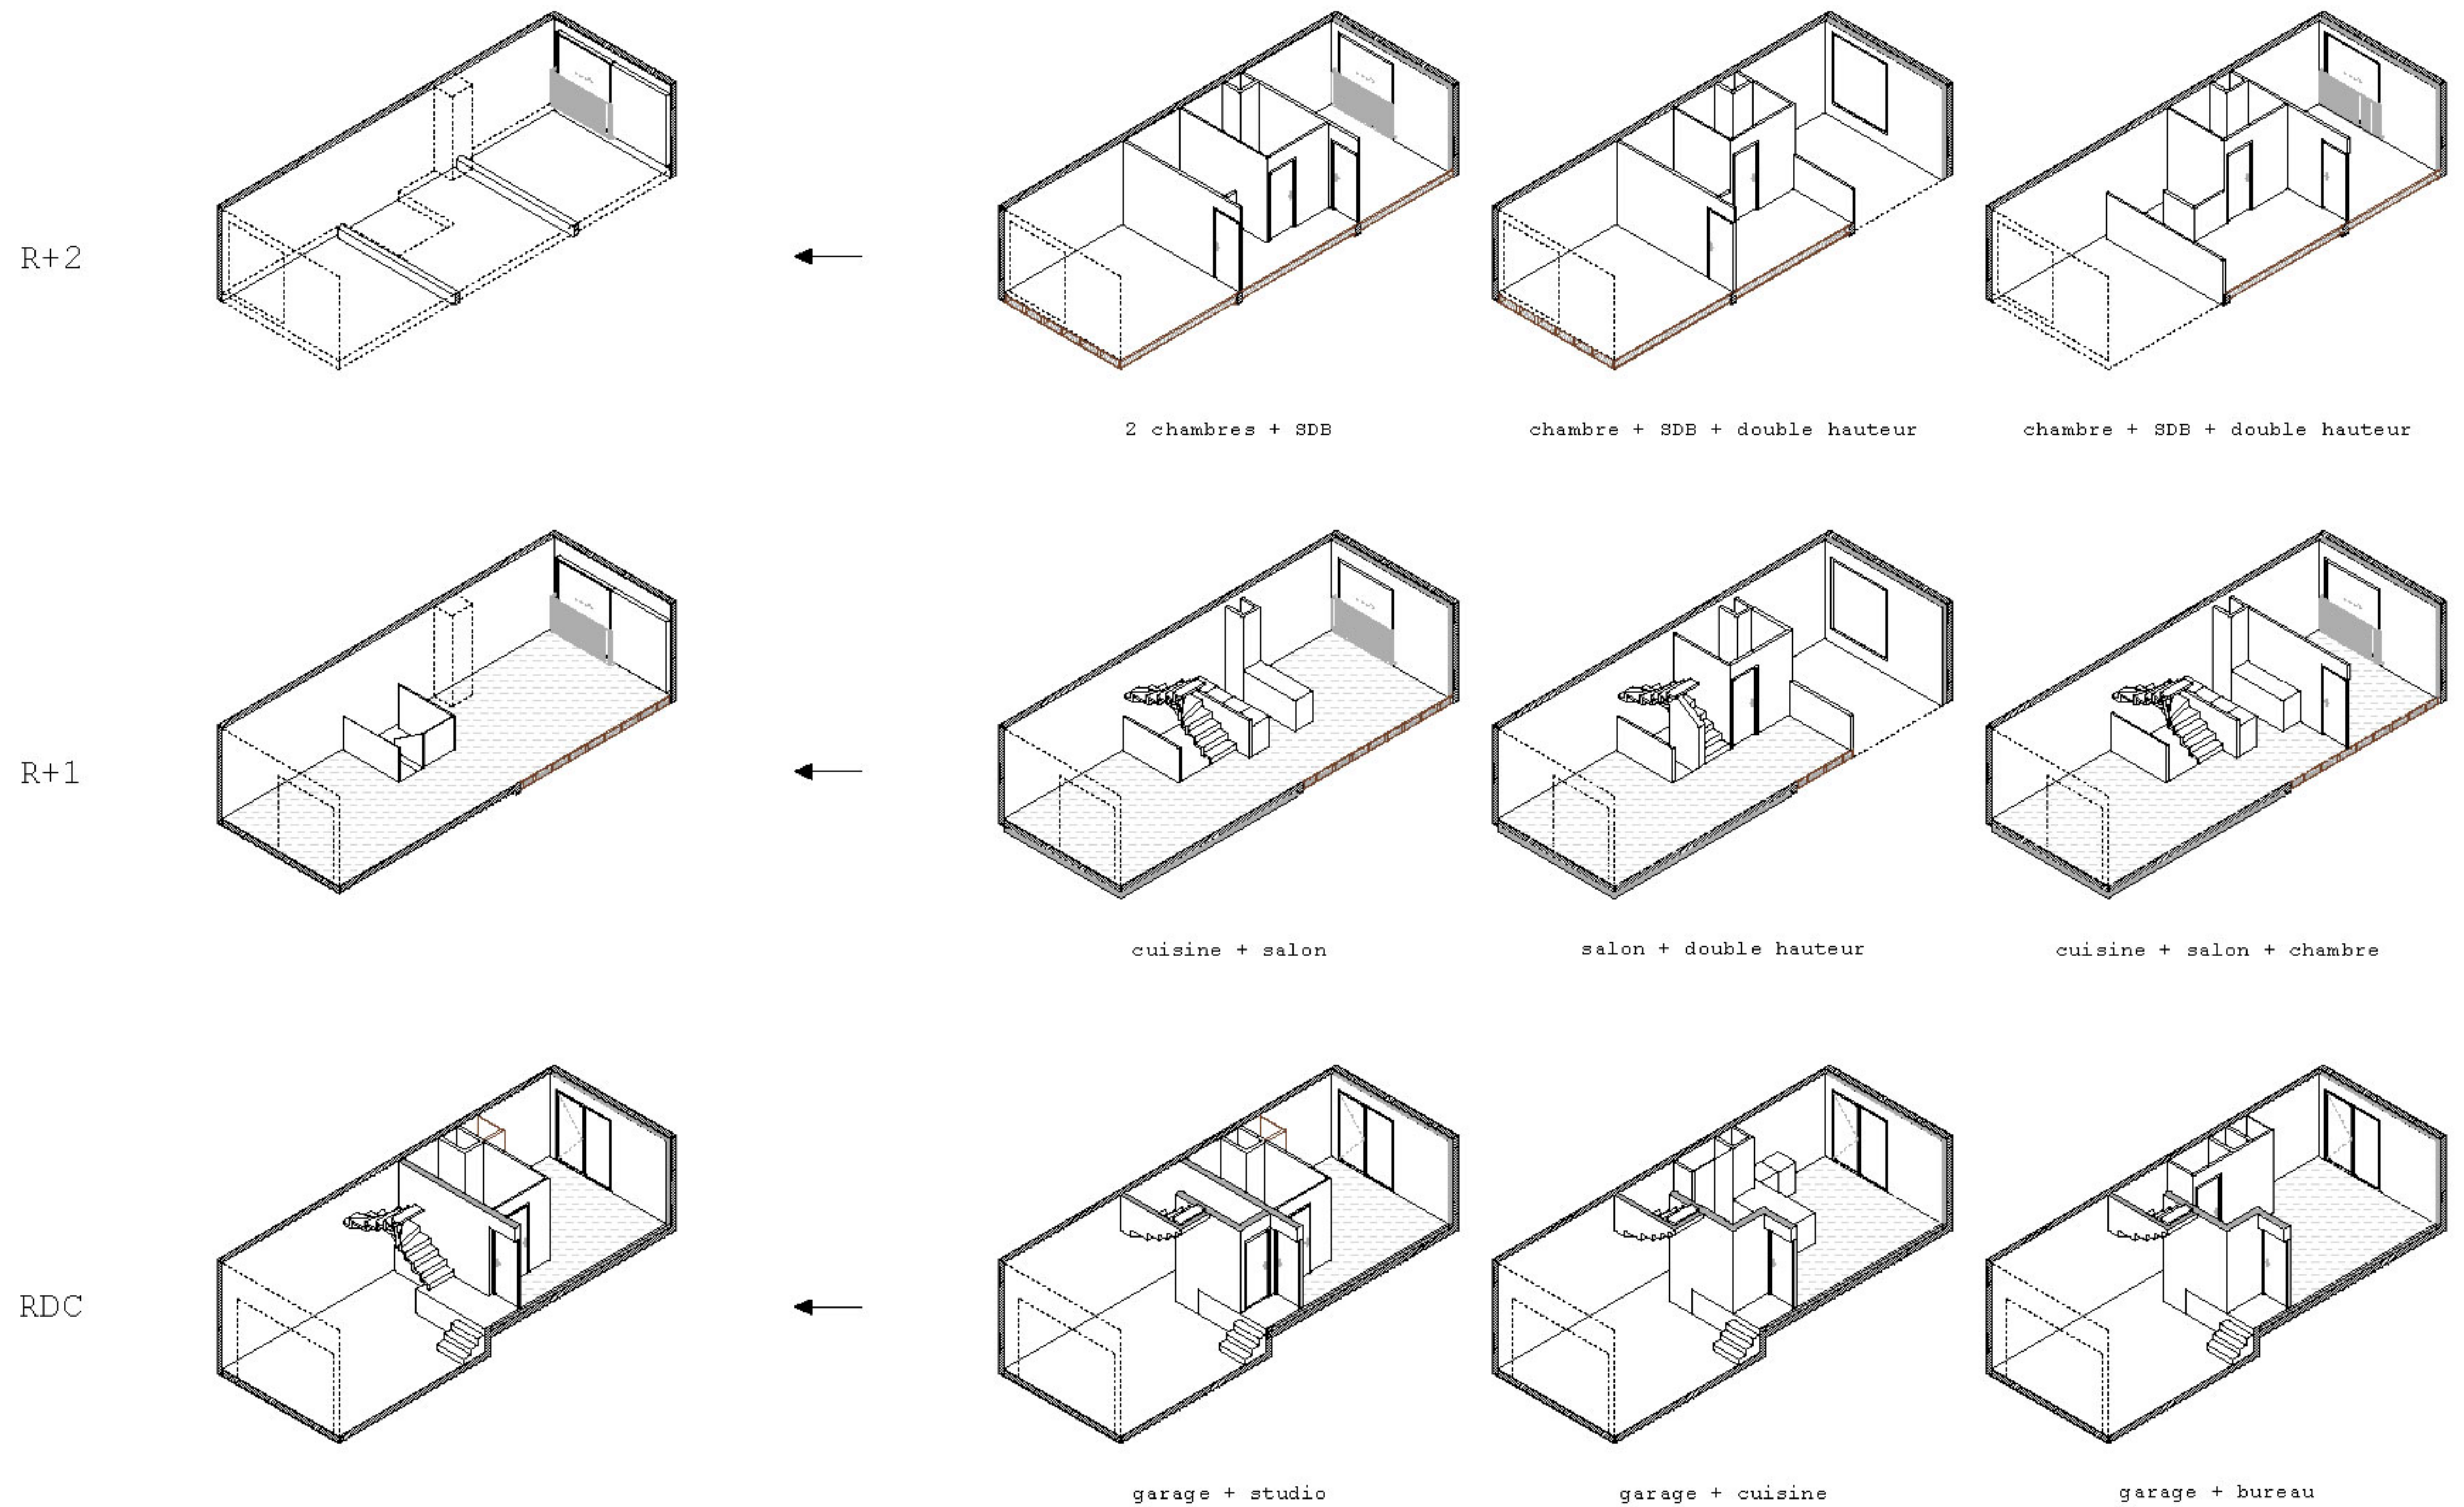 R+2
2 chambres + SDB
chambre + SDB + double hauteur
chambre + SDB + double hauteur
R+1
cuisine + salon
salon + double hauteur
cuisine + salon + chambre
RDC
garage + studio
garage + cuisine
garage + bureau